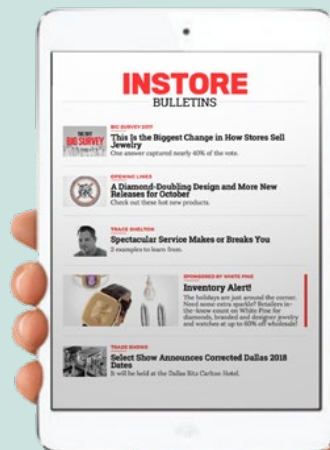 INSTORE
BULLETINS
BIG SURVEY 2017
THE 2017
BIG SURVEY
This Is the Biggest Change in How Stores Sell
Jewelry
One answer captured nearly 40% of the vote.
OPENING LINES
A Diamond-Doubling Design and More New
Releases for October
Check out these hot new products.
TRACE SHELTON
Spectacular Service Makes or Breaks You
2 examples to learn from.
SPONSORED BY WHITE PINE
Inventory Alert!
The holidays are just around the corner.
Need some extra sparkle? Retailers in-
the-know count on White Pine for
diamonds, branded and designer jewelry
and watches at up to 60% off wholesale!
TRADE SHOWS
Select Show Announces Corrected Dallas 2018
Dates
It will be held at the Dallas Ritz Carlton Hotel.